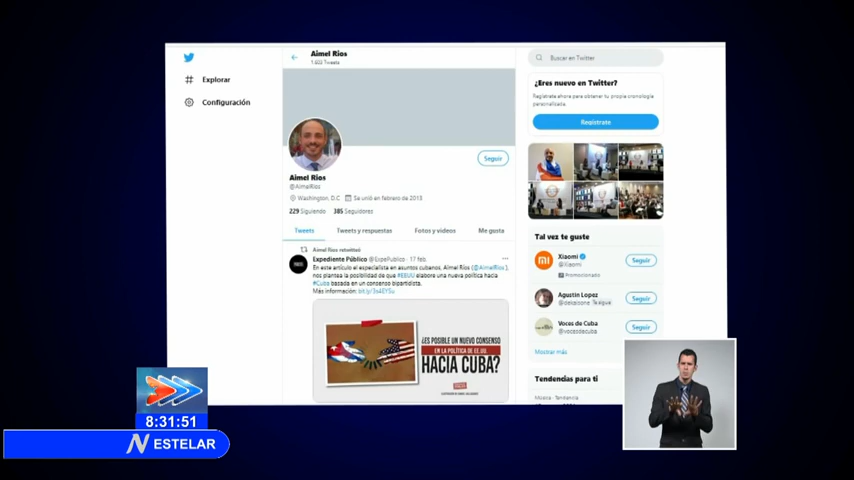 Aimel Ríos
1.602 Tweets
Buscar en Twitter
Explorar
Configuración
¿Eres nuevo en Twitter?
Regístrate ahora para obtener tu propia cronología
personalizada.
Regístrate
Seguir
Aimel Ríos
@AimelRios
Washington, D.C Se unió en febrero de 2013
229 Siguiendo 385 Seguidores
Tweets Tweets y respuestas Fotos y videos Me gusta
Aimel Ríos retwitteó
Expediente Público @ExpePublico · 17 feb.
En este artículo el especialista en asuntos cubanos, Aimel Ríos (@AimelRios),
nos plantea la posibilidad de que #EEUU elabore una nueva política hacia
#Cuba basada en un consenso bipartidista.
Más información:
¿ES POSIBLE UN NUEVO CONSENSO
EN LA POLÍTICA DE EE.UU.
HACIA CUBA?
Tal vez te guste
Xiaomi
@Xiaomi
Seguir
Promocionado
Agustin Lopez
Te sigue
Seguir
Voces de Cuba
@vocesdecuba
Seguir
Mostrar más
Tendencias para ti
Música · Tendencia
8:31:51
N ESTELAR